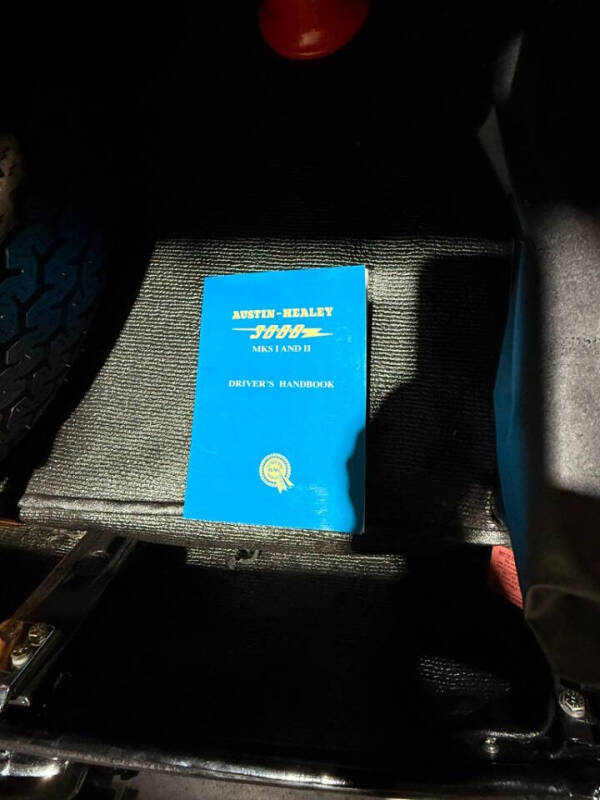 AUSTIN-HEALEY
3000
MKS I AND II
DRIVER'S HANDBOOK